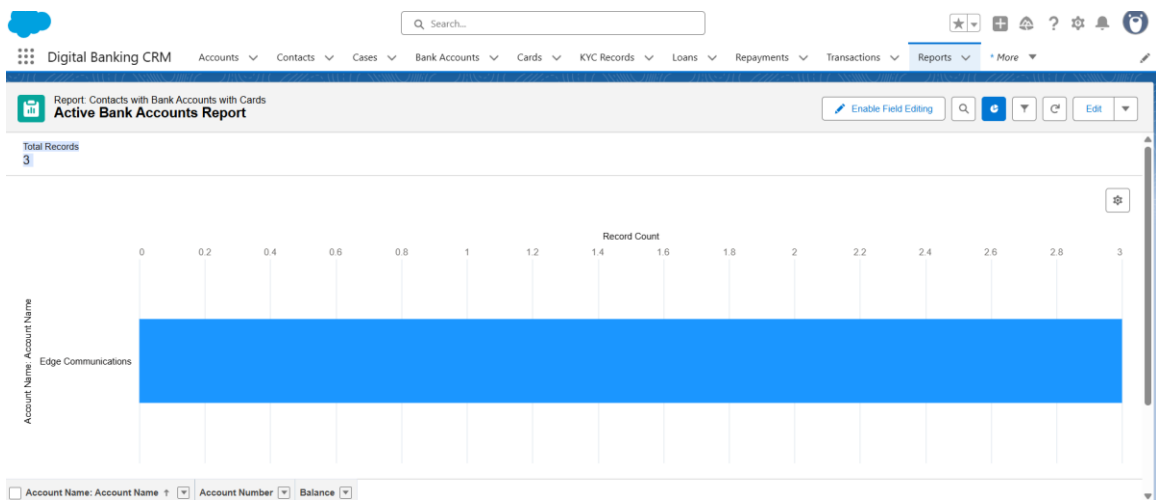 Search...
Digital Banking CRM Accounts Contacts Cases Bank Accounts Cards KYC Records Loans Repayments Transactions Reports * More
Report: Contacts with Bank Accounts with Cards
Active Bank Accounts Report
Enable Field Editing
Edit
Total Records
3
Record Count
0 0.2 0.4 0.6 0.8 1 1.2 1.4 1.6 1.8 2 2.2 2.4 2.6 2.8 3
Account Name: Account Name
Edge Communications
Account Name: Account Name ↑ Account Number Balance